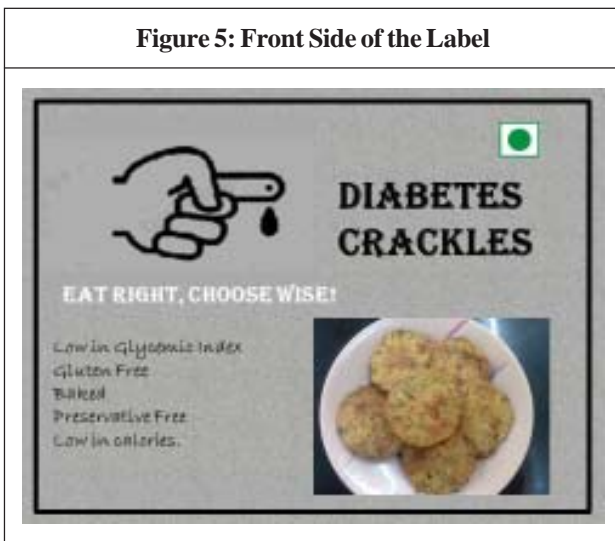 Figure 5: Front Side of the Label
DIABETES
CRACKLES
EAT RIGHT, CHOOSE WISE!
Low in Glycemic Index
Gluten Free
Baked
Preservative Free
Low in calories.